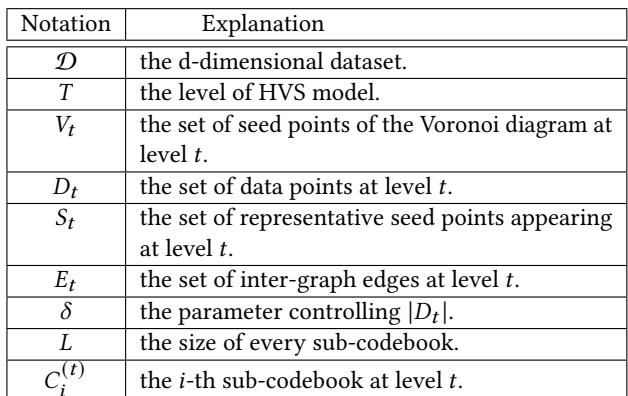 Notation Explanation
𝒟 the d-dimensional dataset.
T the level of HVS model.
V_t the set of seed points of the Voronoi diagram at
level t.
D_t the set of data points at level t.
S_t the set of representative seed points appearing
at level t.
E_t the set of inter-graph edges at level t.
δ the parameter controlling |D_t|.
L the size of every sub-codebook.
C_i^{(t)} the i-th sub-codebook at level t.